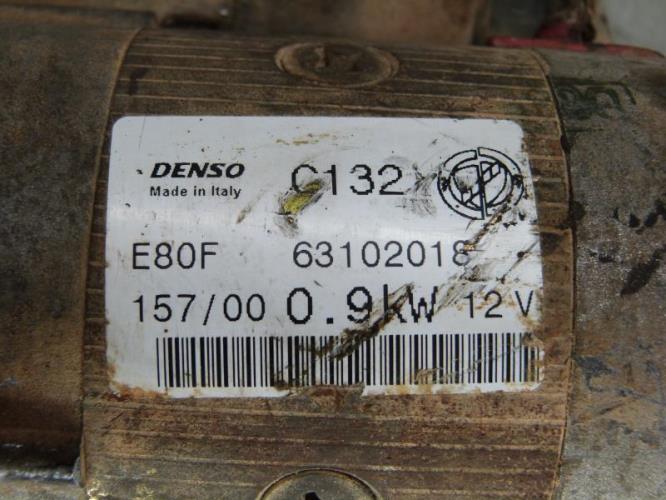 DENSO C132
Made in Italy
E80F 63102018
157/00 0.9kW 12 V